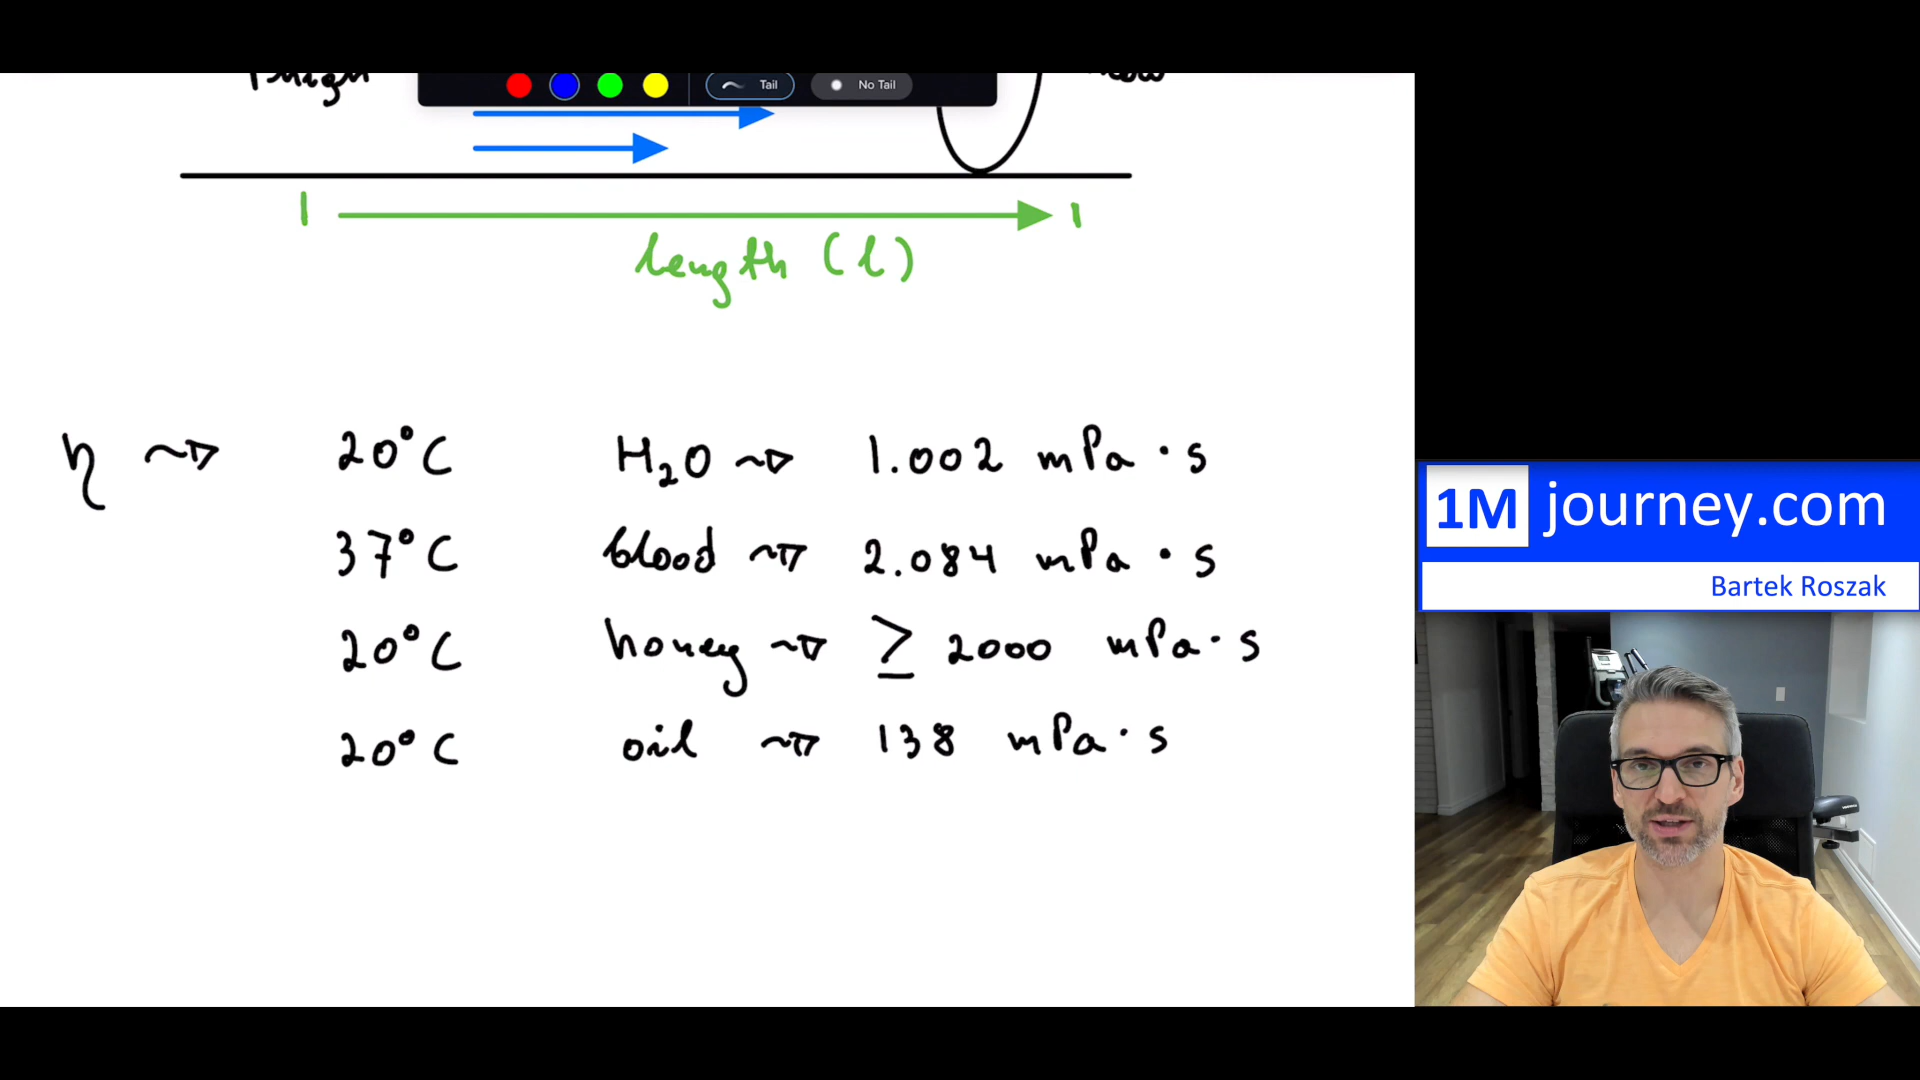 Tail No Tail
length (l)
η 20°C H₂O 1.002 mPa · s
37°C blood 2.084 mPa · s
20°C honey ≥ 2000 mPa · s
20°C oil 138 mPa · s
1M journey.com
Bartek Roszak